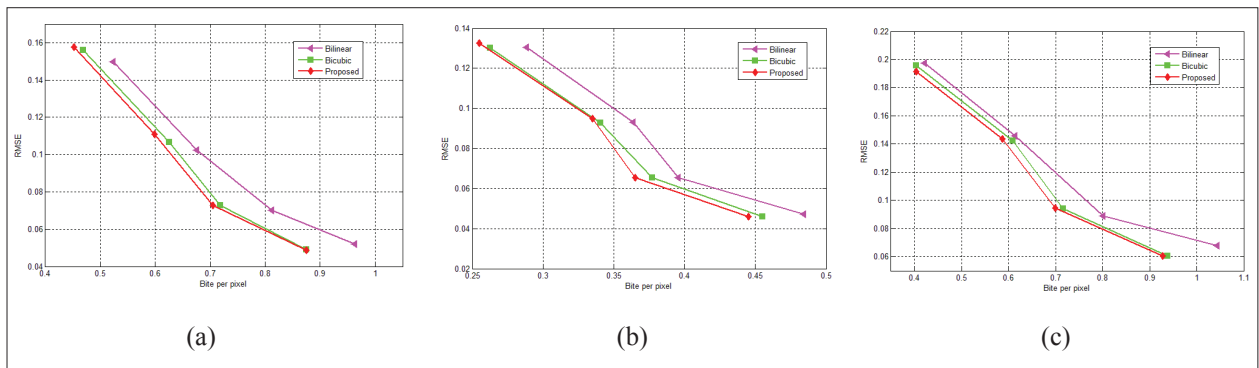 0.16
0.14
0.12
0.1
0.08
0.06
0.04
RMSE
0.4 0.5 0.6 0.7 0.8 0.9 1
Bite per pixel
Bilinear
Bicubic
Proposed
(a)
0.14
0.12
0.1
0.08
0.06
0.04
0.02
RMSE
0.25 0.3 0.35 0.4 0.45 0.5
Bite per pixel
Bilinear
Bicubic
Proposed
(b)
0.22
0.2
0.18
0.16
0.14
0.12
0.1
0.08
0.06
RMSE
0.4 0.5 0.6 0.7 0.8 0.9 1 1.1
Bite per pixel
Bilinear
Bicubic
Proposed
(c)